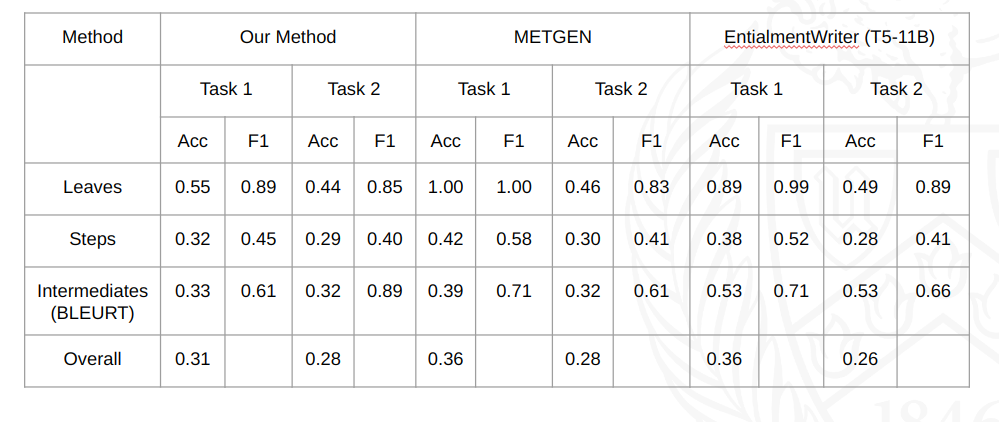 Method Our Method METGEN EntialmentWriter (T5-11B)
Task 1 Task 2 Task 1 Task 2 Task 1 Task 2
Acc F1 Acc F1 Acc F1 Acc F1 Acc F1 Acc F1
Leaves 0.55 0.89 0.44 0.85 1.00 1.00 0.46 0.83 0.89 0.99 0.49 0.89
Steps 0.32 0.45 0.29 0.40 0.42 0.58 0.30 0.41 0.38 0.52 0.28 0.41
Intermediates 0.33 0.61 0.32 0.89 0.39 0.71 0.32 0.61 0.53 0.71 0.53 0.66
(BLEURT)
Overall 0.31 0.28 0.36 0.28 0.36 0.26
1846